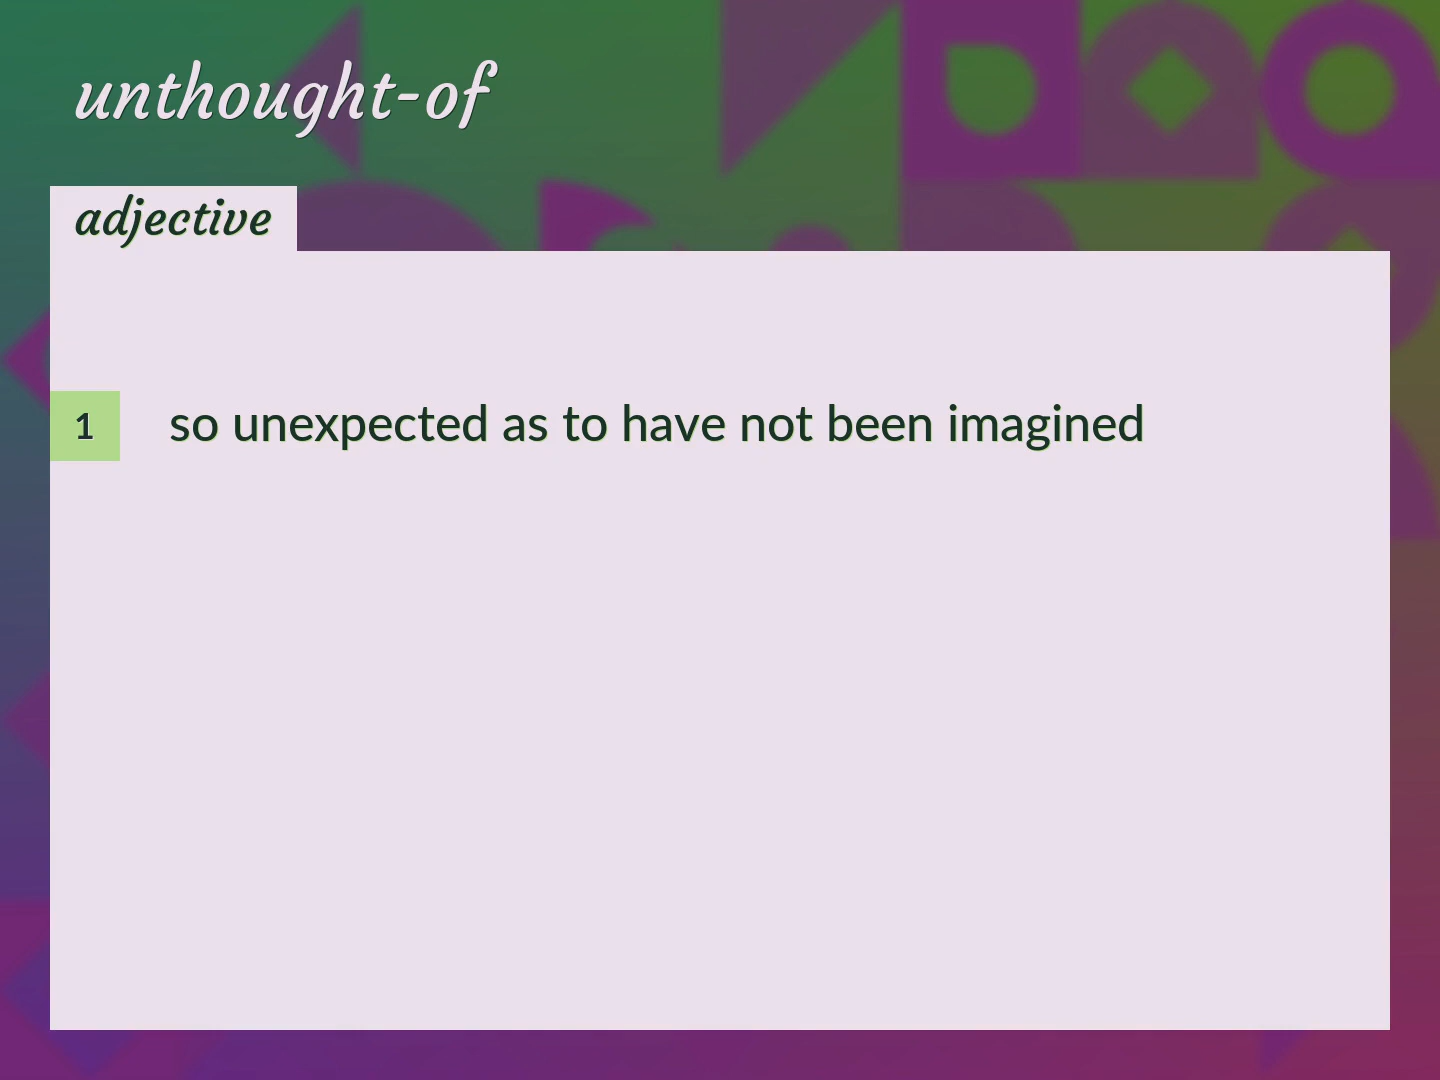 unthought-of
adjective
1 so unexpected as to have not been imagined